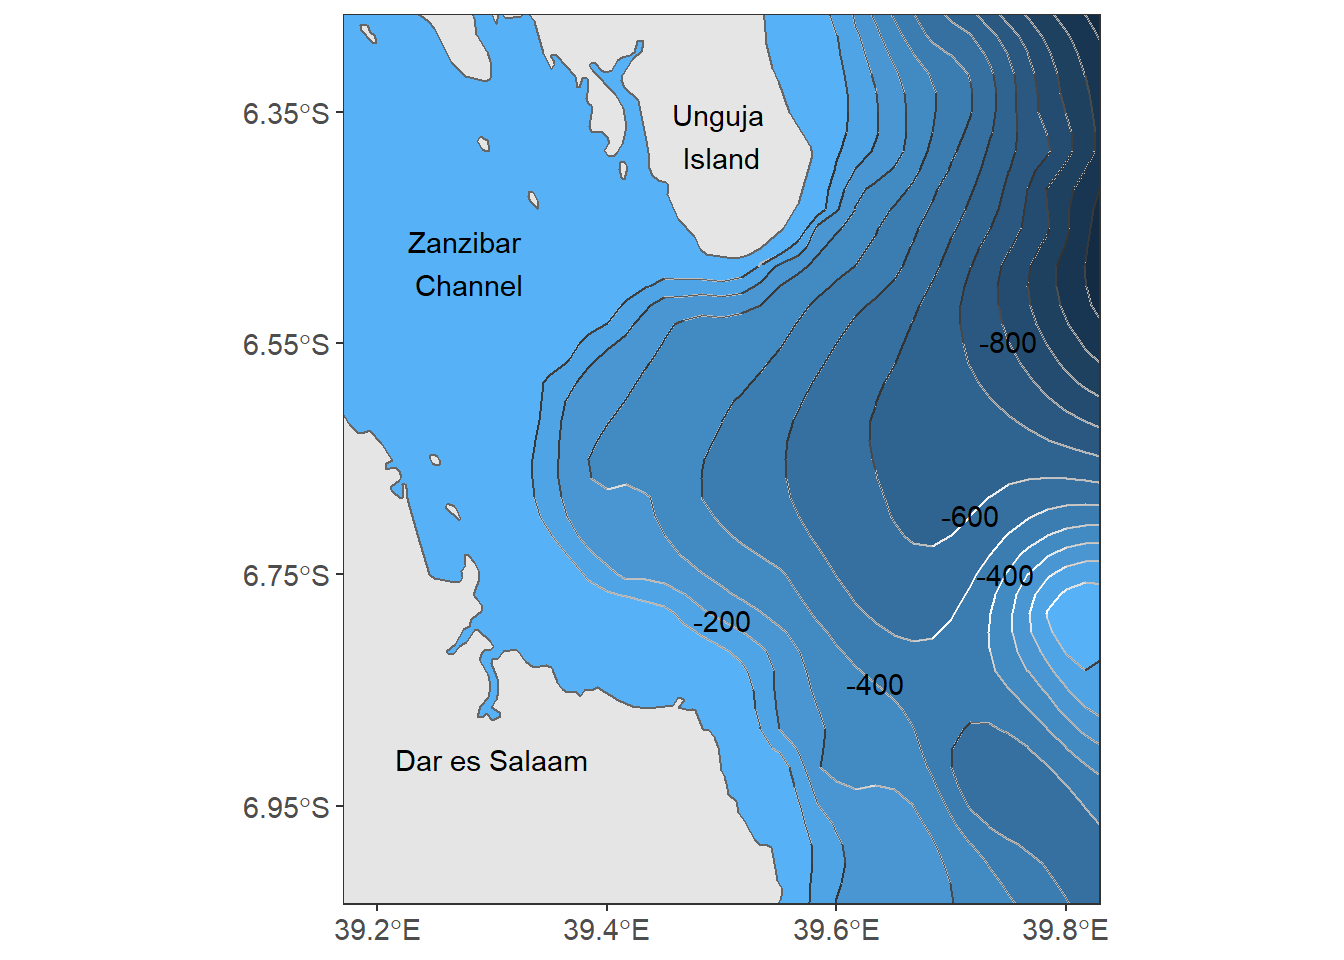 6.35°S
Unguja
Island
Zanzibar
Channel
6.55°S
-800
-600
6.75°S
-400
-200
-400
Dar es Salaam
6.95°S
39.2°E
39.4°E
39.6°E
39.8°E